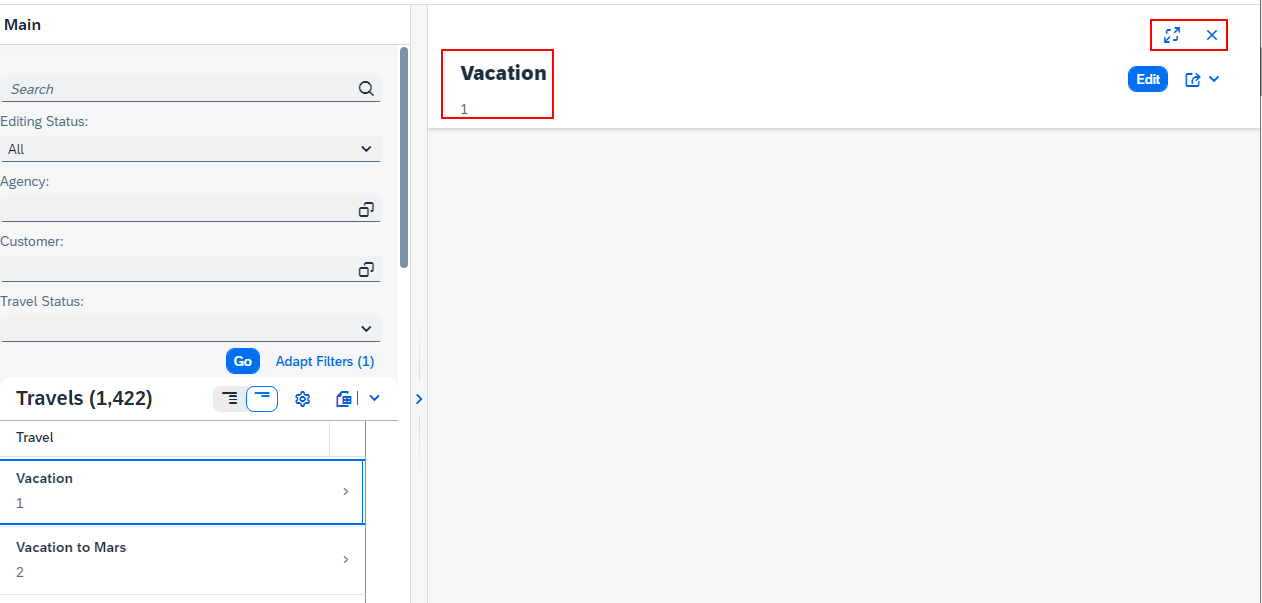 Main
Search
Editing Status:
All
Agency:
Customer:
Travel Status:
Go Adapt Filters (1)
Travels (1,422)
Travel
Vacation
1
Vacation to Mars
2
Vacation
1
Edit